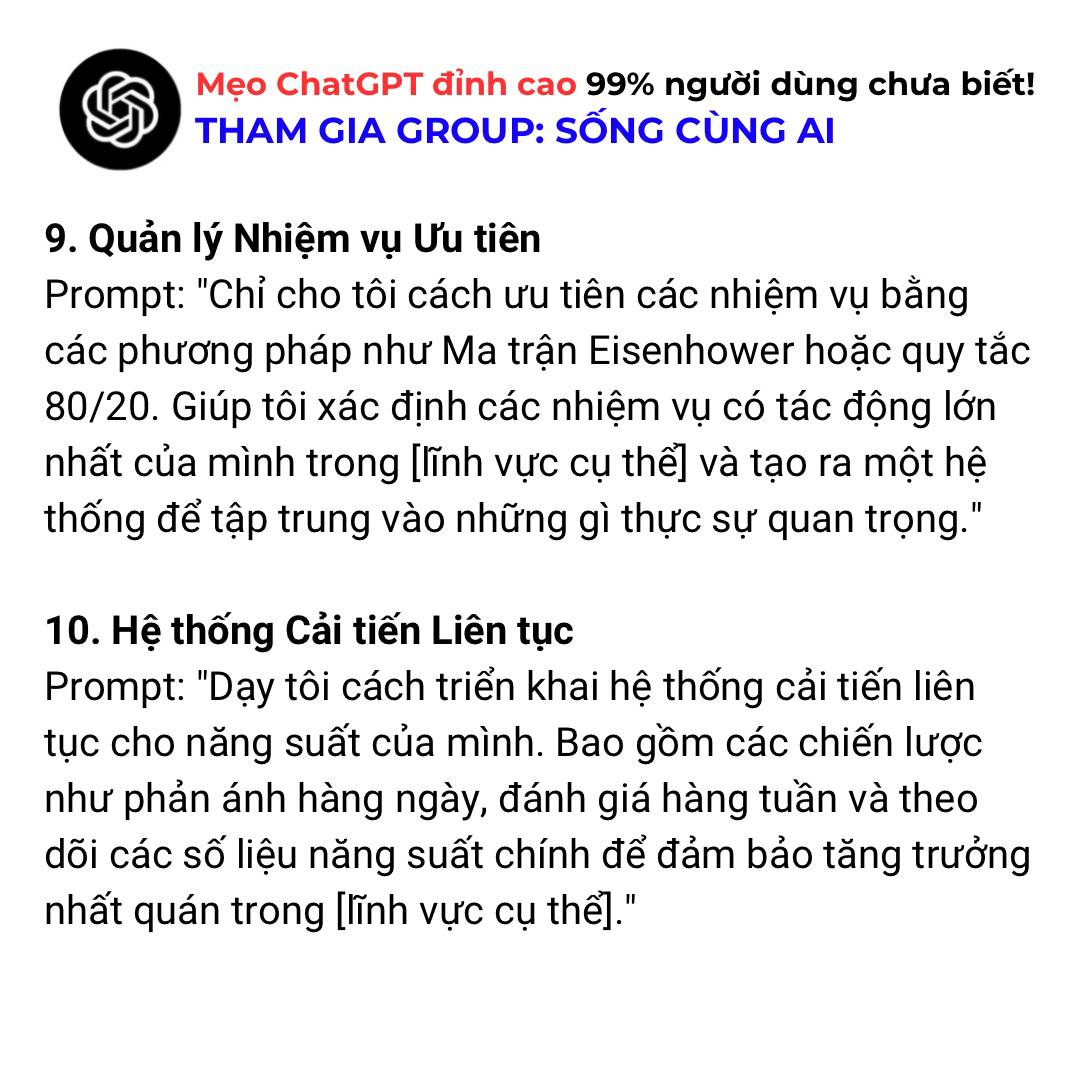 Mẹo ChatGPT đỉnh cao 99% người dùng chưa biết!
THAM GIA GROUP: SỐNG CÙNG AI
9. Quản lý Nhiệm vụ Ưu tiên
Prompt: "Chỉ cho tôi cách ưu tiên các nhiệm vụ bằng
các phương pháp như Ma trận Eisenhower hoặc quy tắc
80/20. Giúp tôi xác định các nhiệm vụ có tác động lớn
nhất của mình trong [lĩnh vực cụ thể] và tạo ra một hệ
thống để tập trung vào những gì thực sự quan trọng."
10. Hệ thống Cải tiến Liên tục
Prompt: "Dạy tôi cách triển khai hệ thống cải tiến liên
tục cho năng suất của mình. Bao gồm các chiến lược
như phản ánh hàng ngày, đánh giá hàng tuần và theo
dõi các số liệu năng suất chính để đảm bảo tăng trưởng
nhất quán trong [lĩnh vực cụ thể]."